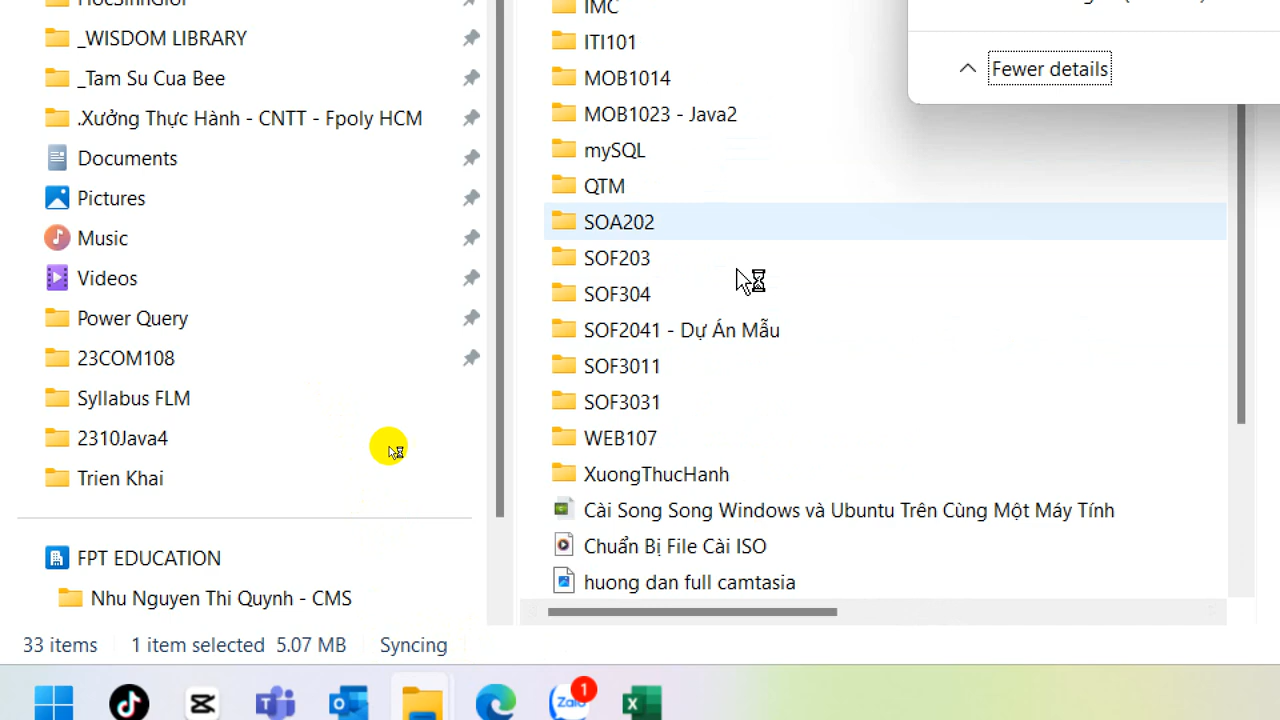 HocSinhGioi
_WISDOM LIBRARY
_Tam Su Cua Bee
.Xưởng Thực Hành - CNTT - Fpoly HCM
Documents
Pictures
Music
Videos
Power Query
23COM108
Syllabus FLM
2310Java4
Trien Khai
FPT EDUCATION
Nhu Nguyen Thi Quynh - CMS
IMC
ITI101
MOB1014
MOB1023 - Java2
mySQL
QTM
SOA202
SOF203
SOF304
SOF2041 - Dự Án Mẫu
SOF3011
SOF3031
WEB107
XuongThucHanh
Cài Song Song Windows và Ubuntu Trên Cùng Một Máy Tính
Chuẩn Bị File Cài ISO
huong dan full camtasia
Fewer details
33 items 1 item selected 5.07 MB Syncing
Zalo 1